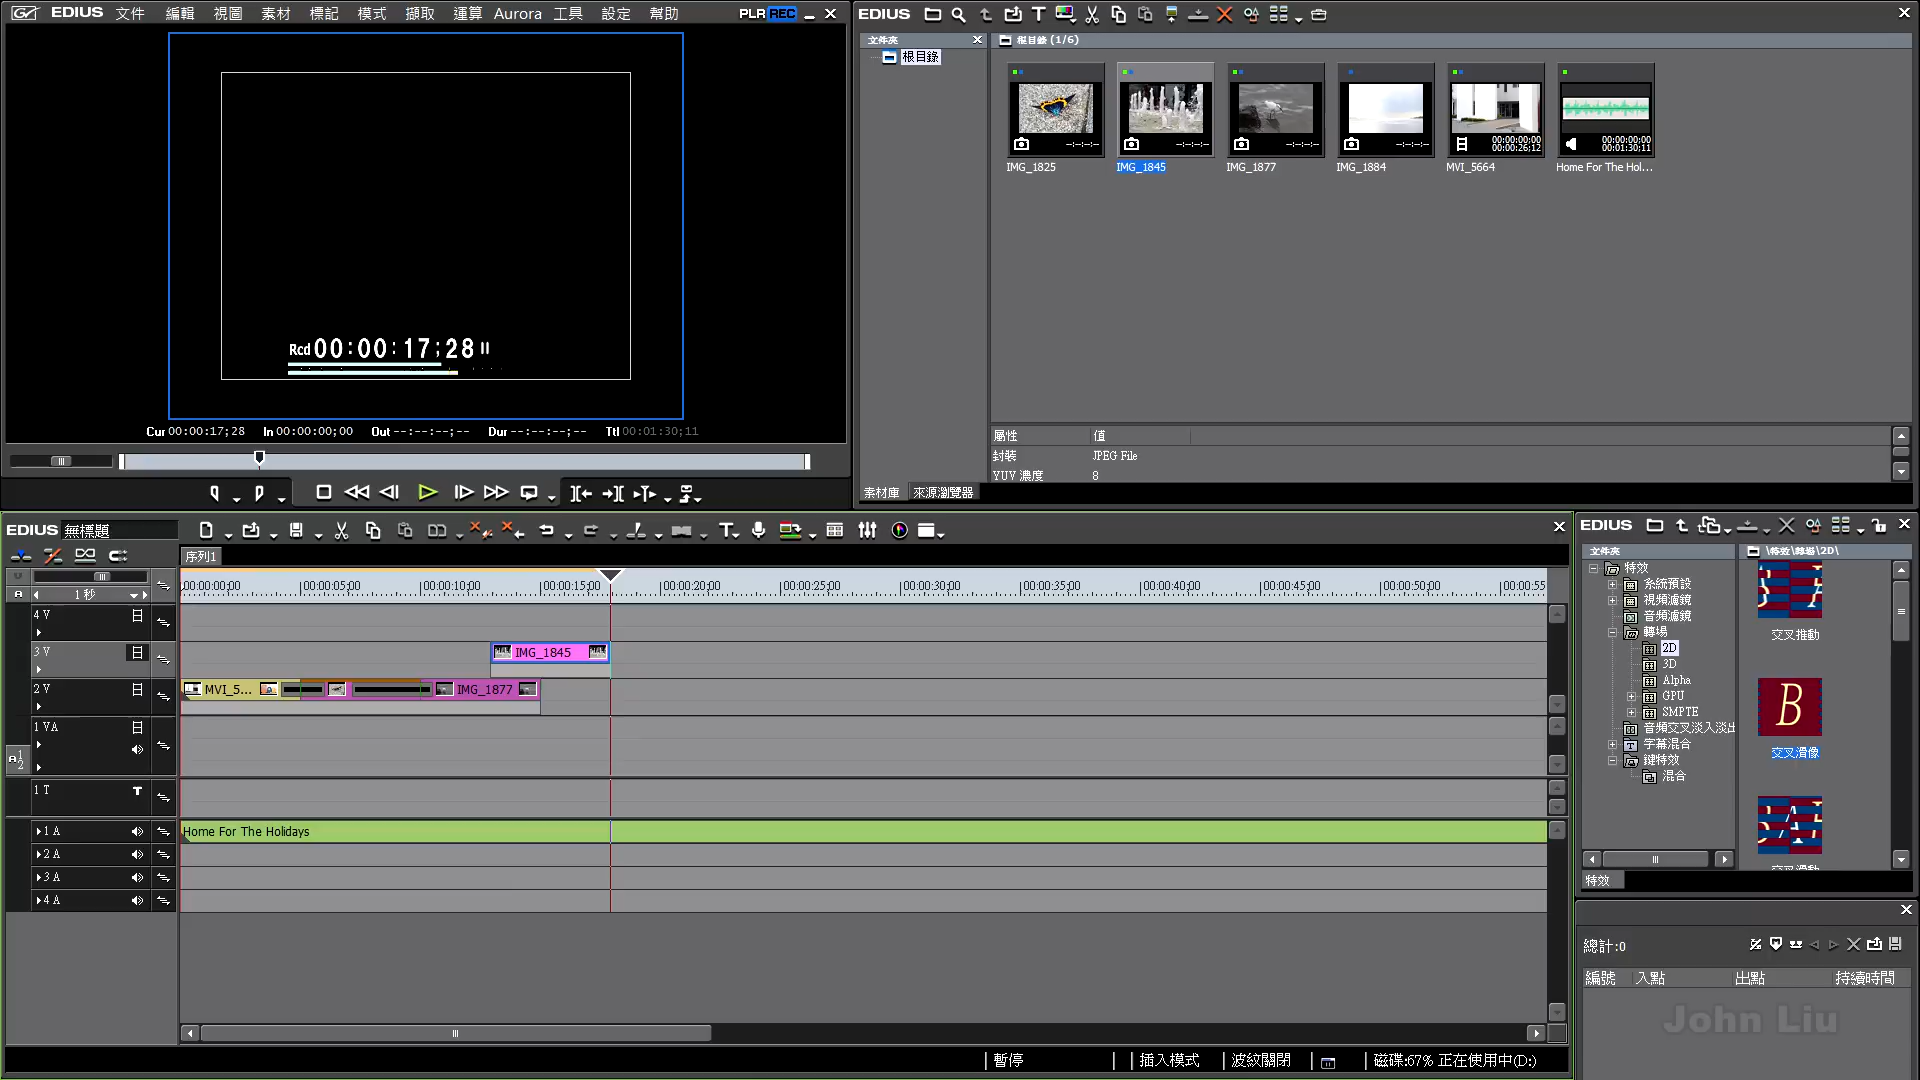 EDIUS 文件 編輯 視圖 素材 標記 模式 擷取 運算 Aurora 工具 設定 幫助 PLR REC
Rcd 00:00:17;28
Cur 00:00:17;28 In 00:00:00;00 Out --:--:--;-- Dur --:--:--;-- Ttl 00:01:30;11
EDIUS
文件夾
根目錄
根目錄 (1/6)
00:00:00;00
00:00:26;12
00:00:00;00
00:01:30;11
IMG_1825 IMG_1845 IMG_1877 IMG_1884 MVI_5664 Home For The Hol...
屬性 值
封裝 JPEG File
YUV 濃度 8
素材庫 來源瀏覽器
EDIUS 無標題
序列1
00:00:00;00 00:00:05;00 00:00:10;00 00:00:15;00 00:00:20;00 00:00:25;00 00:00:30;00 00:00:35;00 00:00:40;00 00:00:45;00 00:00:50;00 00:00:55
1 秒
4 V
3 V IMG_1845
2 V MVI_5... IMG_1877
1 VA
1 T
1 A Home For The Holidays
2 A
3 A
4 A
暫停 插入模式 波紋關閉 磁碟:67% 正在使用中(D:)
EDIUS
文件夾
\特效\轉場\2D\
特效
系統預設
視頻濾鏡
音頻濾鏡
轉場
2D
3D
Alpha
GPU
SMPTE
音頻交叉淡入淡出
字幕混合
鍵特效
混合
交叉推動
B
交叉滑像
交叉滑動
特效
總計:0
編號 入點 出點 持續時間
John Liu